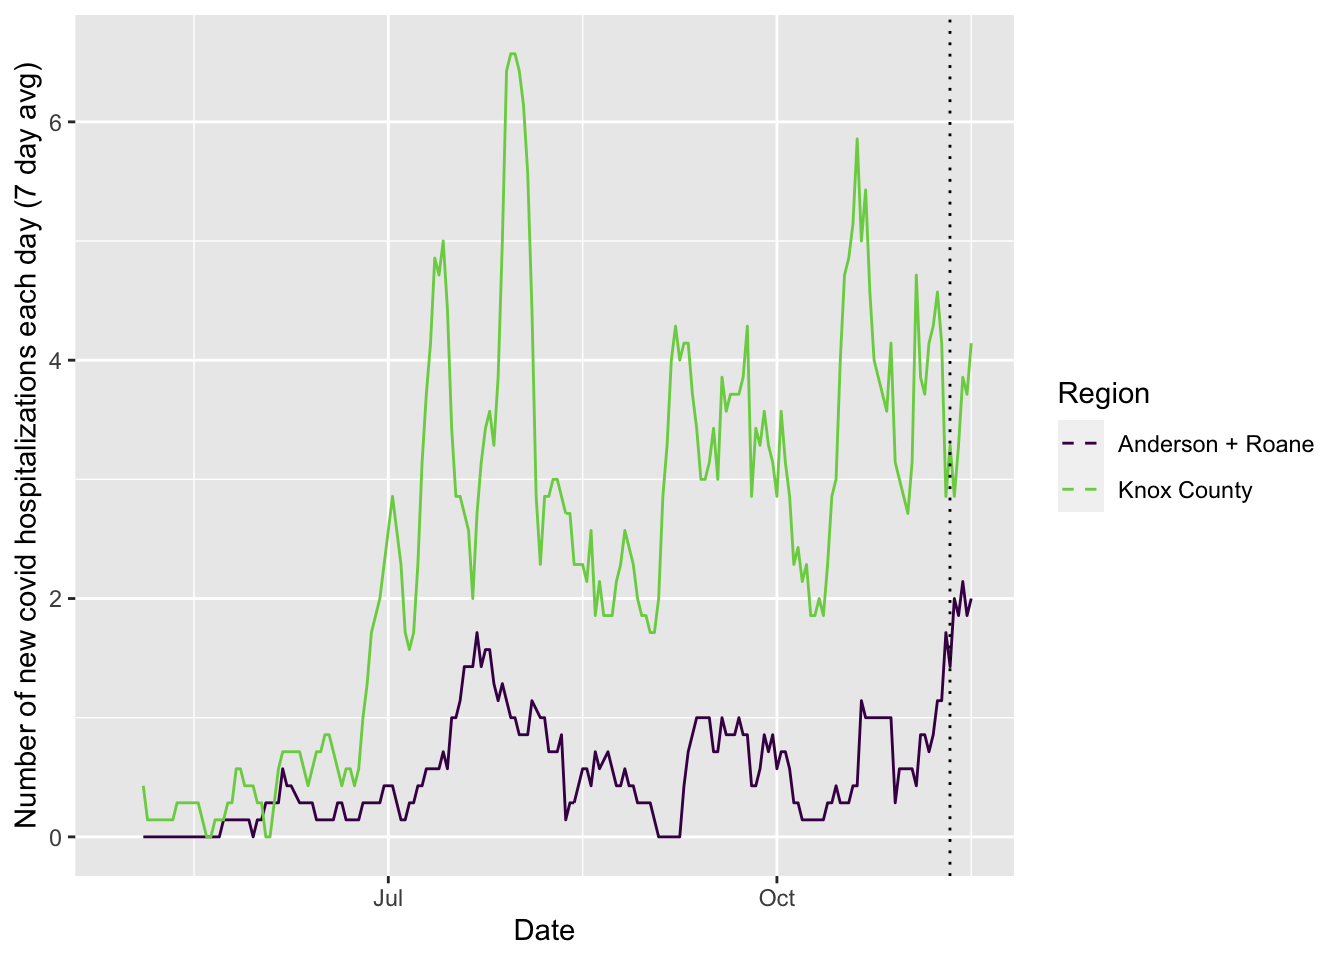 Number of new covid hospitalizations each day (7 day avg)
6
4
2
0
Jul
Oct
Date
Region
Anderson + Roane
Knox County